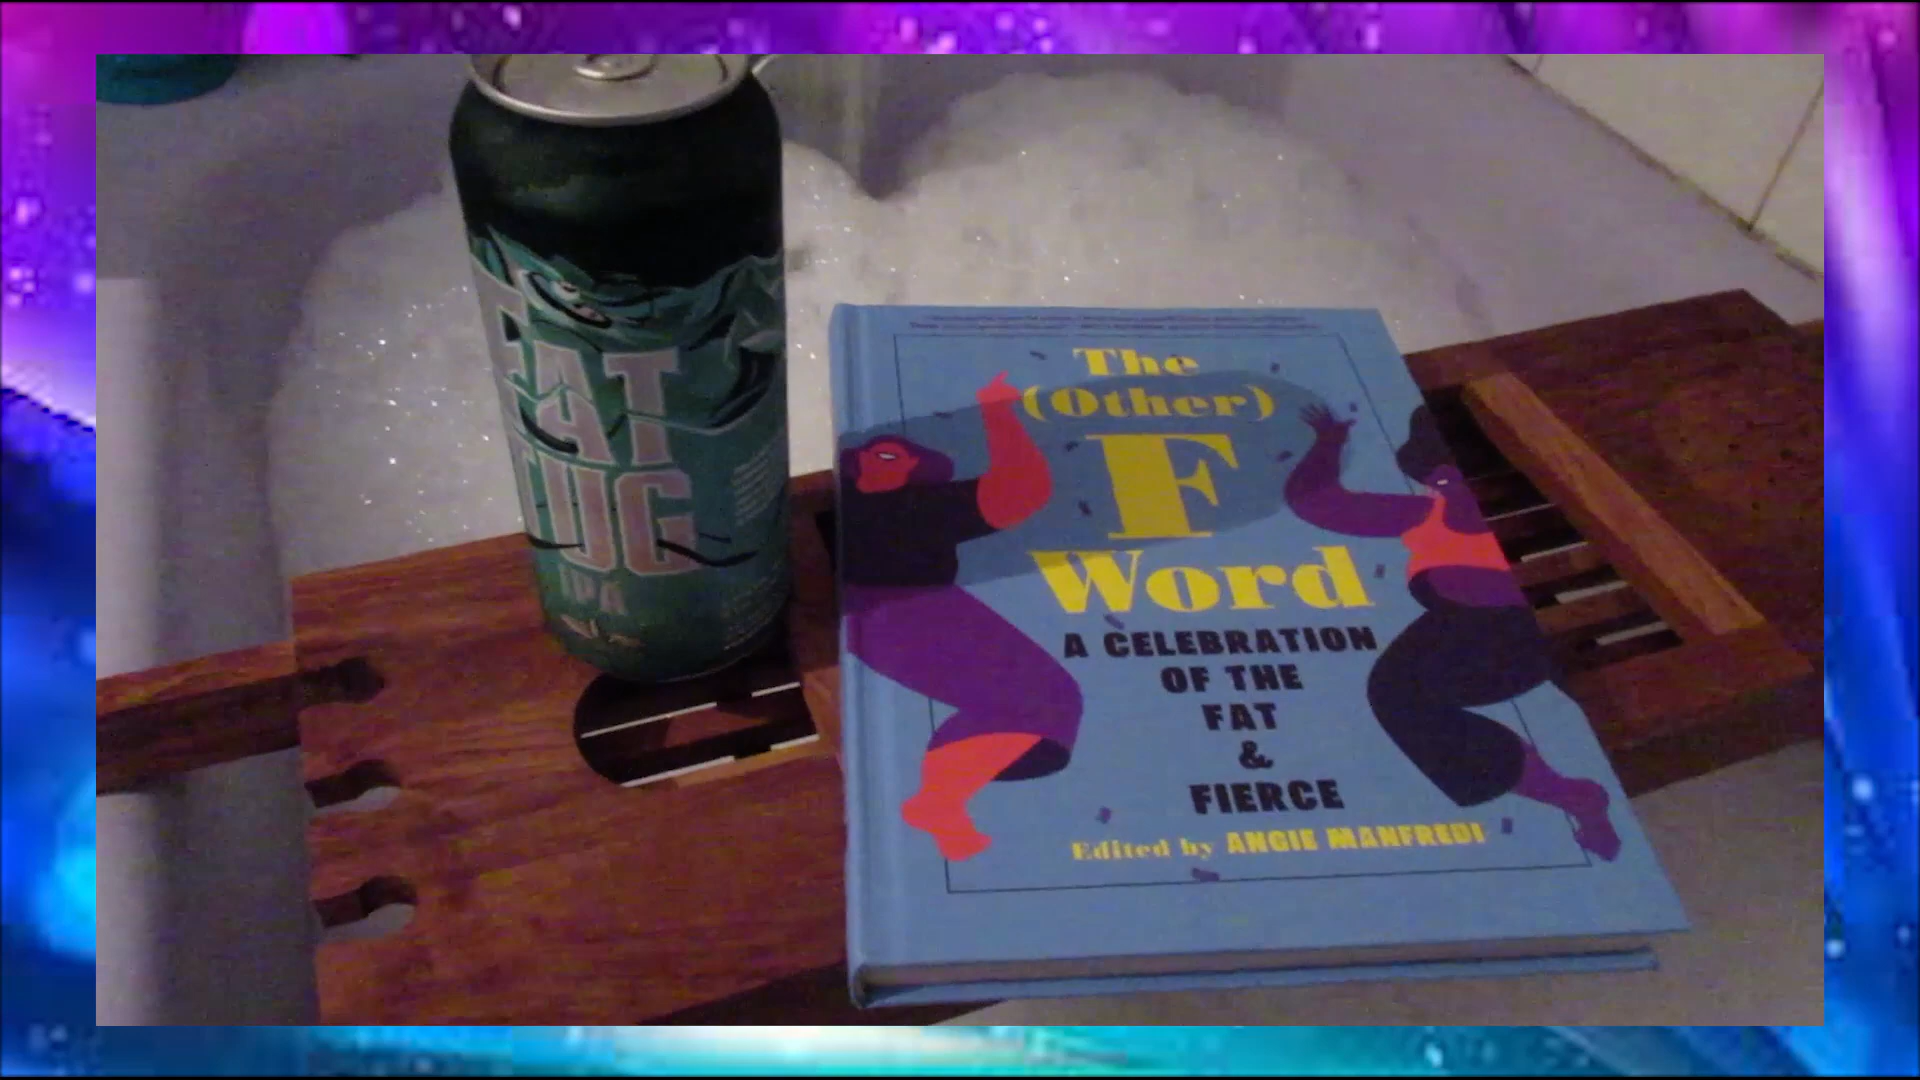 FAT
TUG
IPA
The
(Other)
F
Word
A CELEBRATION
OF THE
FAT
&
FIERCE
Edited by ANGIE MANFREDI